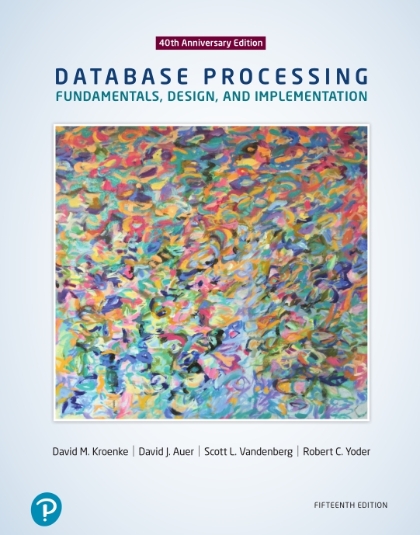 40th Anniversary Edition
DATABASE PROCESSING
FUNDAMENTALS, DESIGN, AND IMPLEMENTATION
David M. Kroenke | David J. Auer | Scott L. Vandenberg | Robert C. Yoder
P
FIFTEENTH EDITION